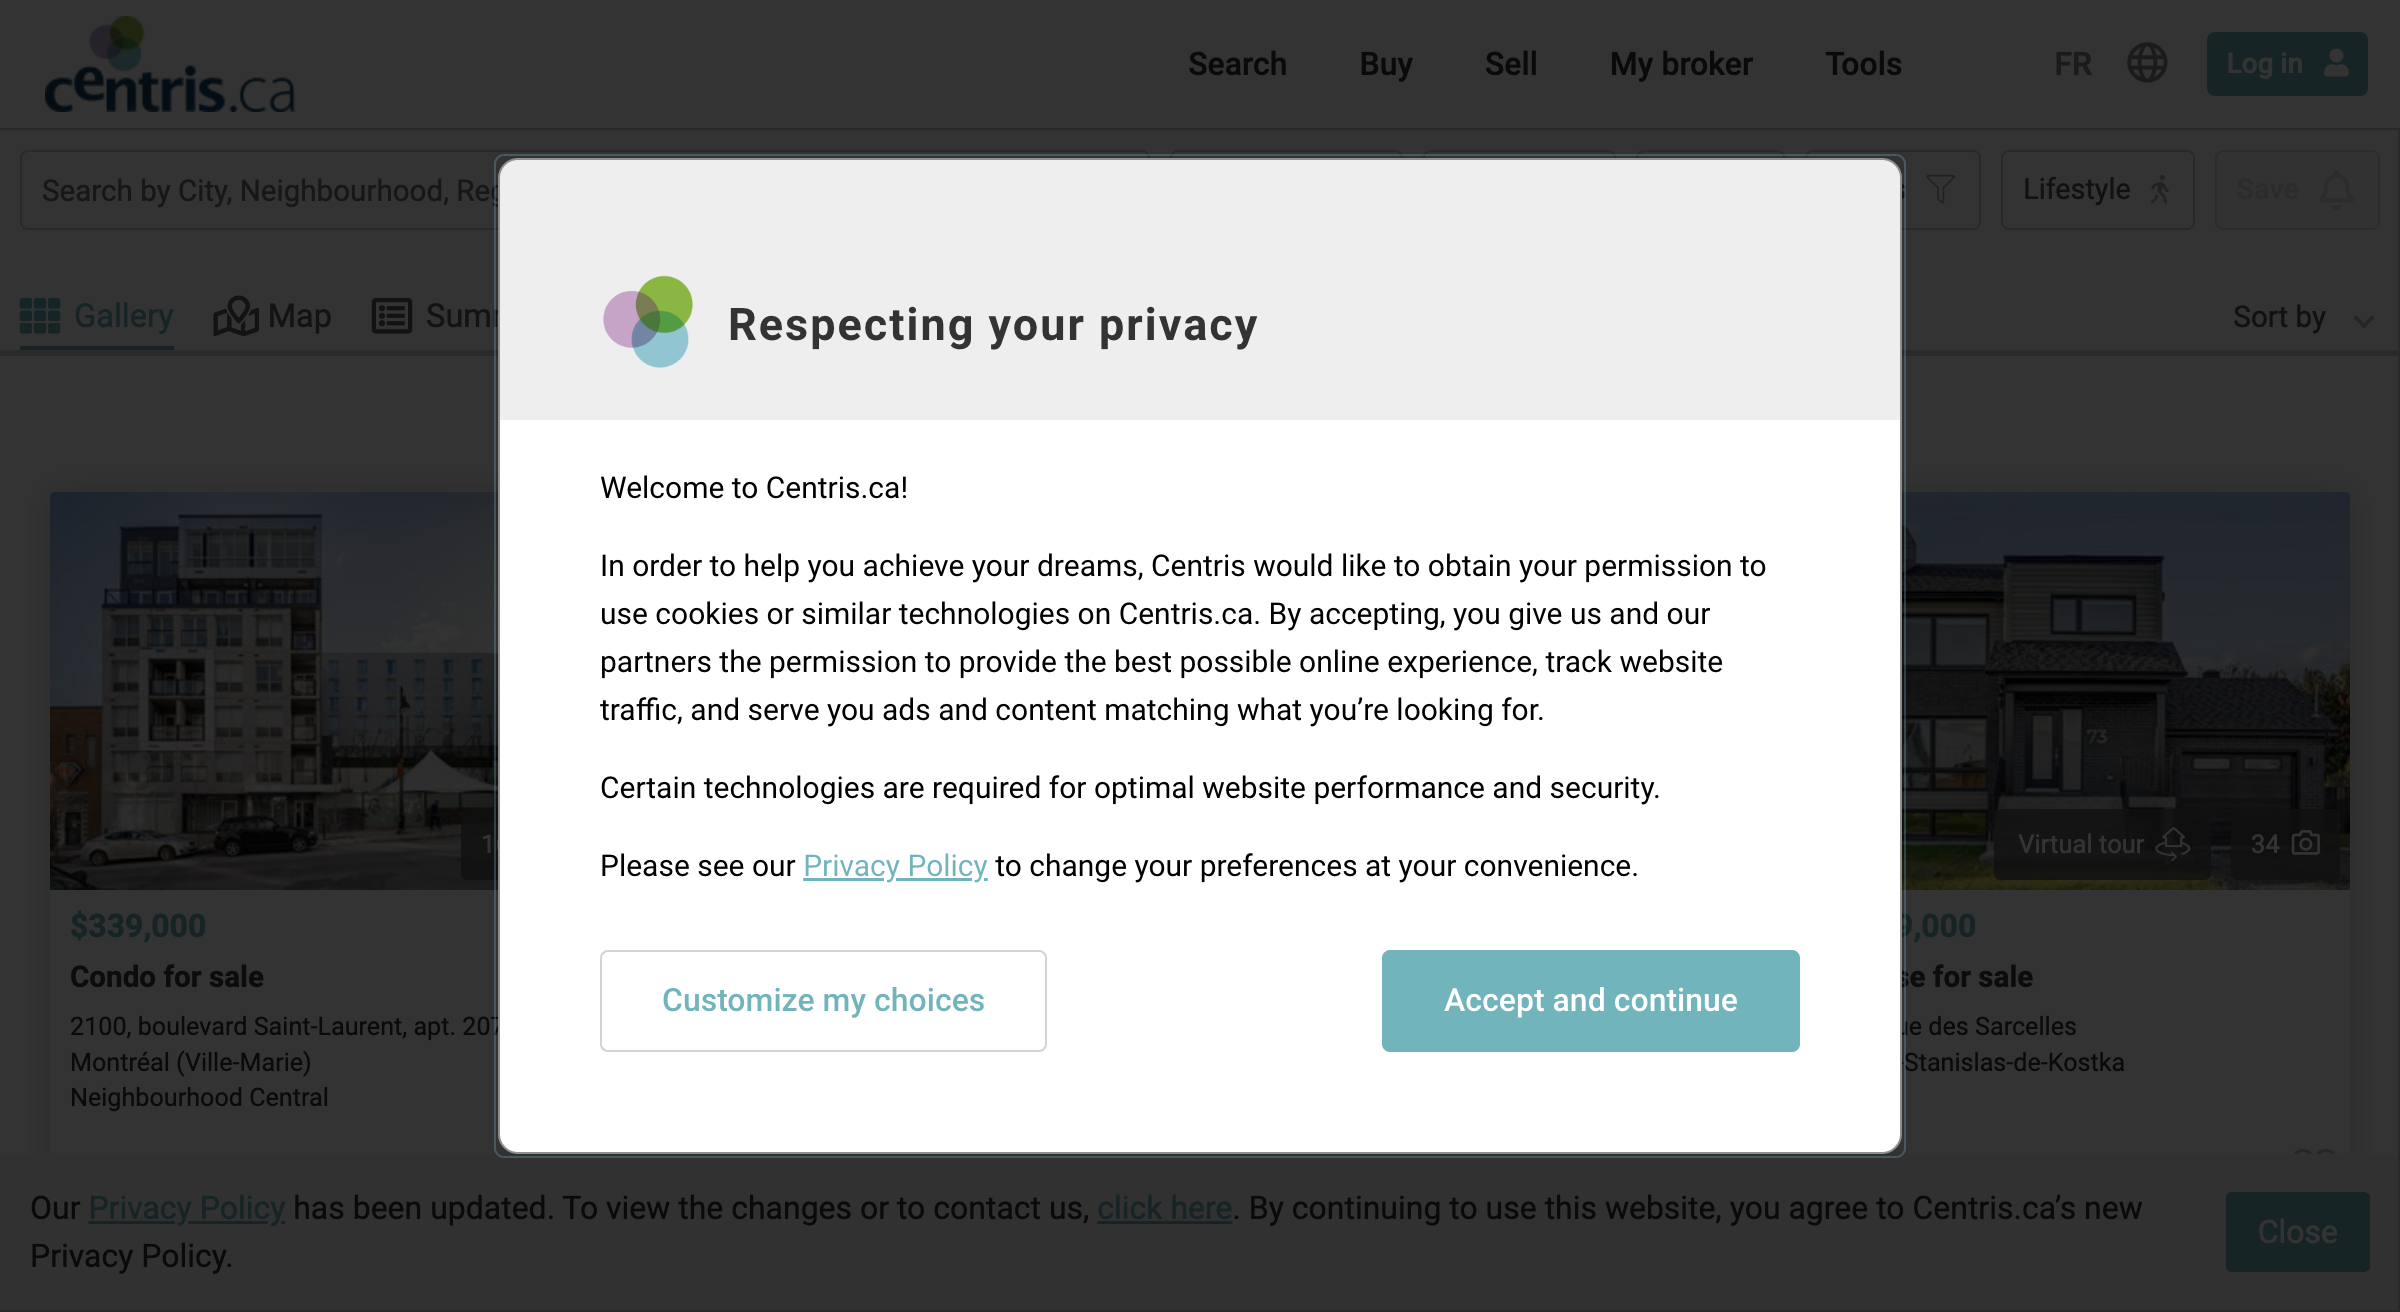 centris.ca
Search
Buy
Sell
My broker
Tools
FR
Log in
Search by City, Neighbourhood,
Lifestyle
Save
Gallery
Map
Sort by
Respecting your privacy
Welcome to Centris.ca!
In order to help you achieve your dreams, Centris would like to obtain your permission to
use cookies or similar technologies on Centris.ca. By accepting, you give us and our
partners the permission to provide the best possible online experience, track website
traffic, and serve you ads and content matching what you’re looking for.
Certain technologies are required for optimal website performance and security.
Please see our Privacy Policy to change your preferences at your convenience.
Customize my choices
Accept and continue
73
Virtual tour
34
$339,000
Condo for sale
2100, boulevard Saint-Laurent, apt. 207
Montréal (Ville-Marie)
Neighbourhood Central
for sale
des Sarcelles
Stanislas-de-Kostka
Our Privacy Policy has been updated. To view the changes or to contact us, click here. By continuing to use this website, you agree to Centris.ca’s new
Privacy Policy.
Close